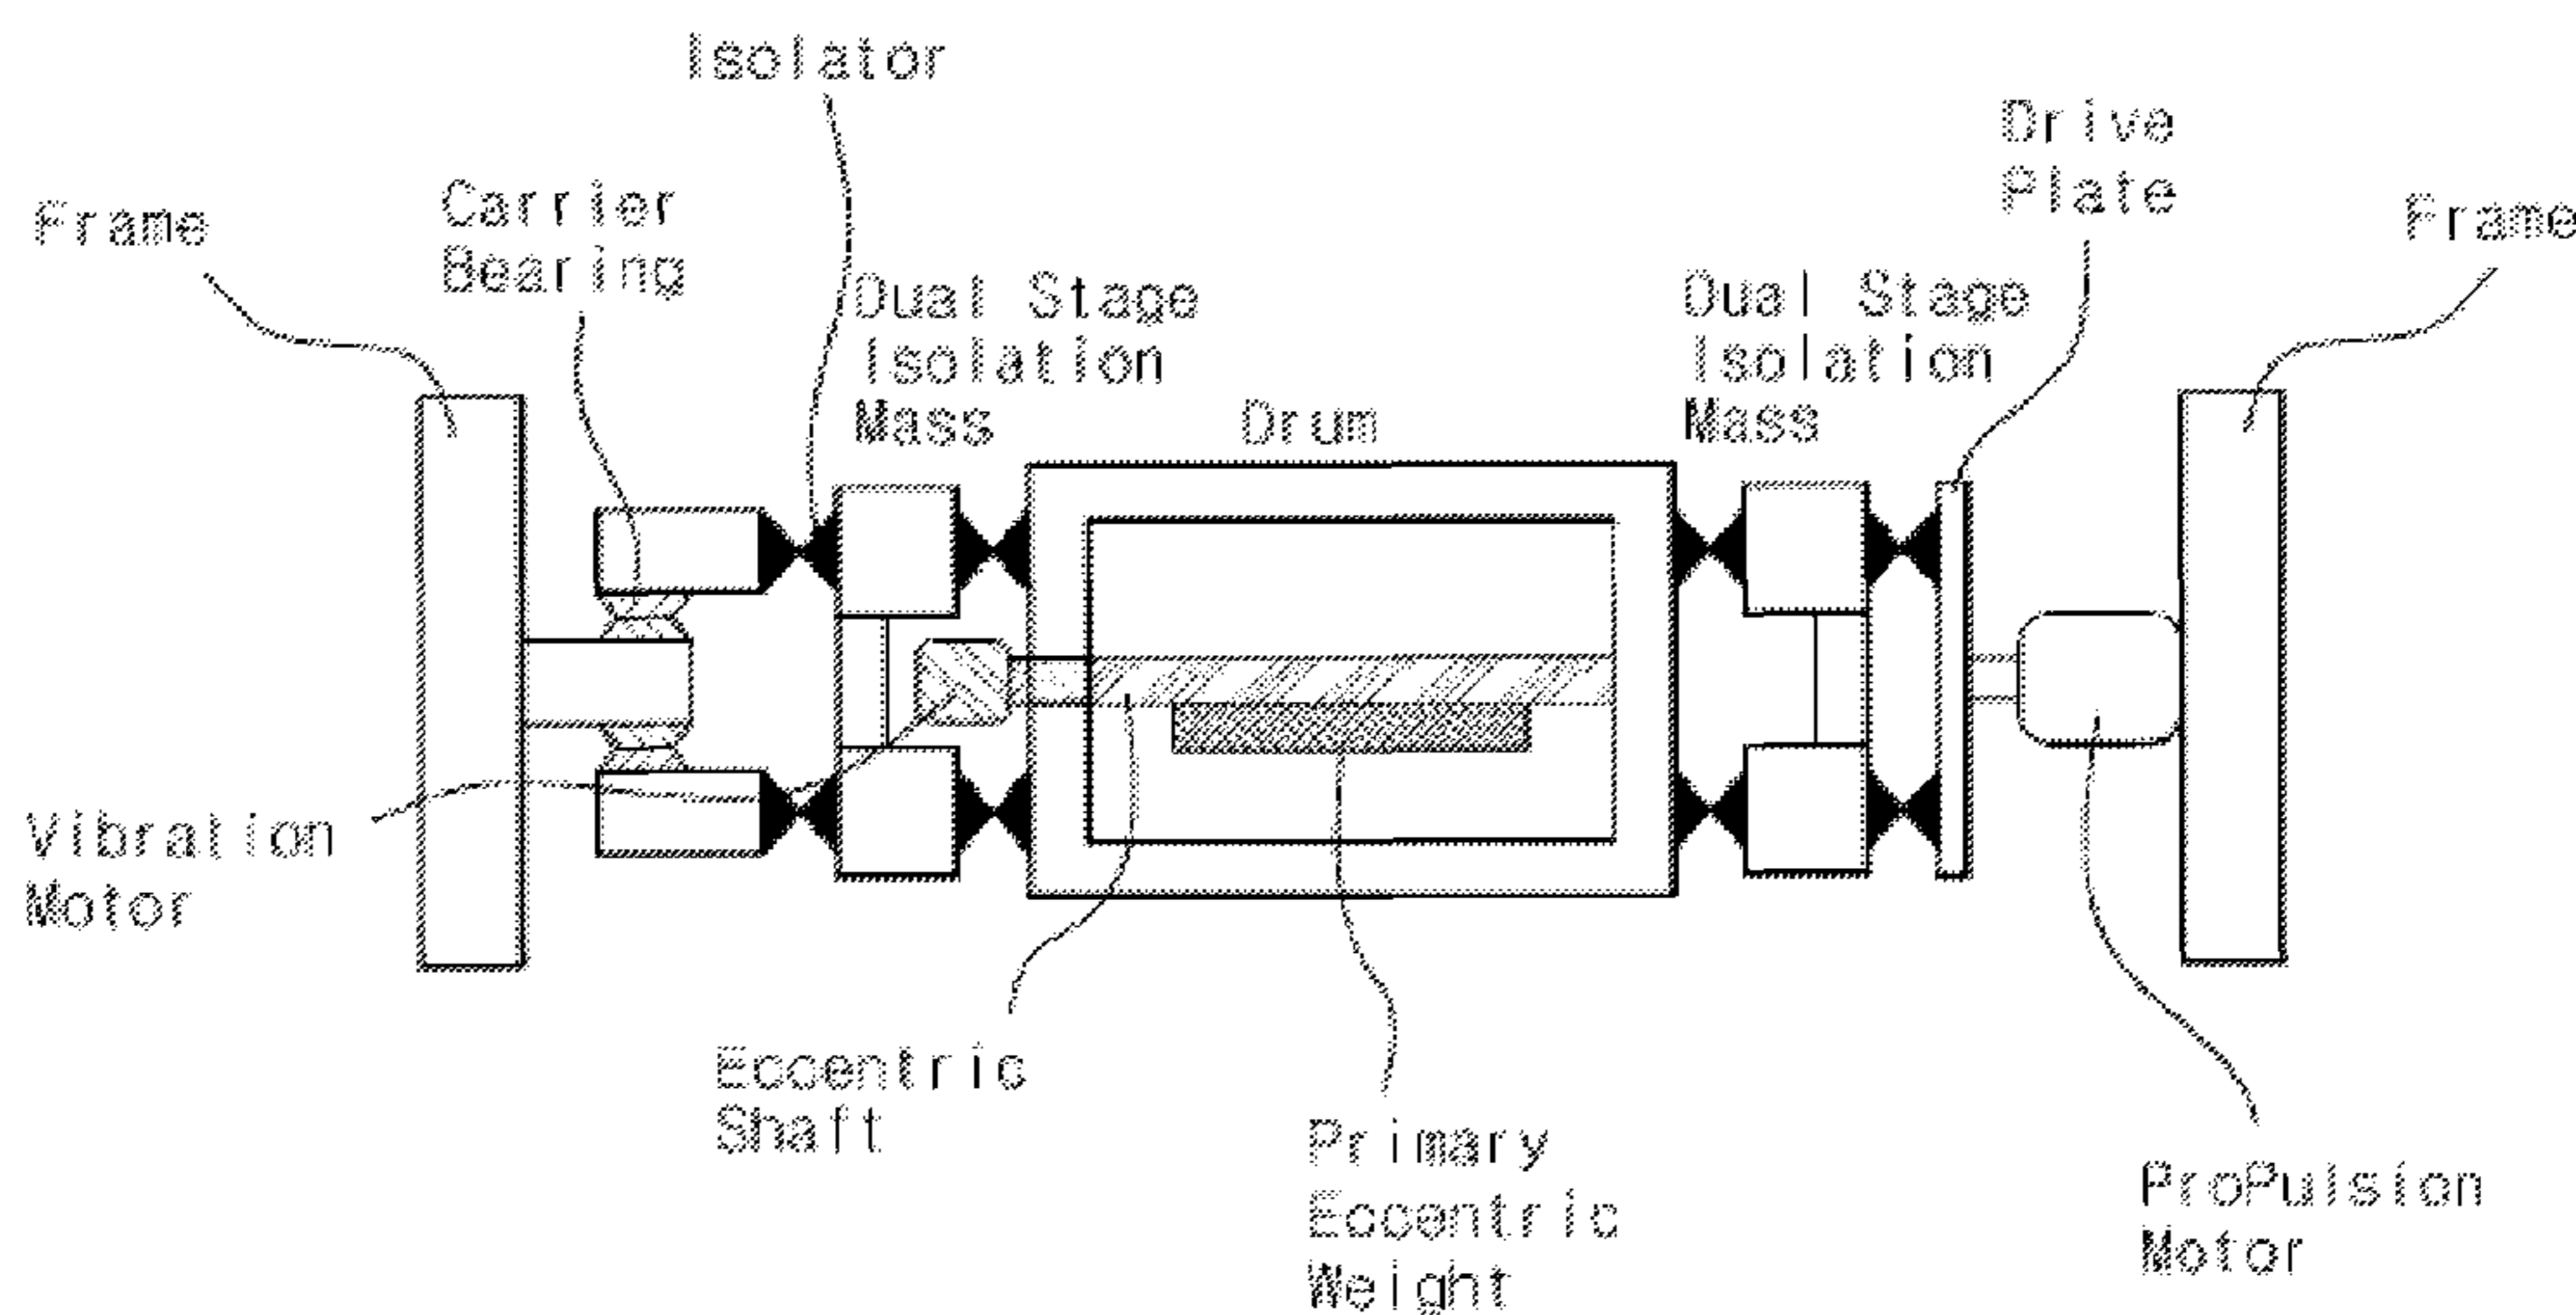 Isolator
Drive
Plate
Frame
Carrier
Bearing
Frame
Dual Stage
Isolation
Mass
Dual Stage
Isolation
Mass
Drum
Vibration
Motor
Eccentric
Shaft
Primary
Eccentric
Weight
ProPulsion
Motor